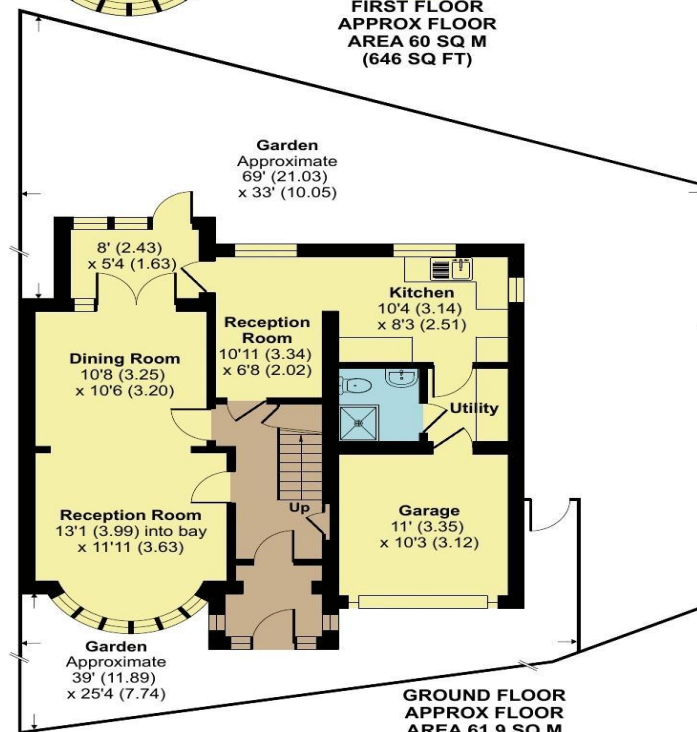 FIRST FLOOR
APPROX FLOOR
AREA 60 SQ M
(646 SQ FT)
Garden
Approximate
69' (21.03)
x 33' (10.05)
8' (2.43)
x 5'4 (1.63)
Kitchen
10'4 (3.14)
x 8'3 (2.51)
Reception
Room
10'11 (3.34)
x 6'8 (2.02)
Dining Room
10'8 (3.25)
x 10'6 (3.20)
Utility
Reception Room
13'1 (3.99) into bay
x 11'11 (3.63)
Up
Garage
11' (3.35)
x 10'3 (3.12)
Garden
Approximate
39' (11.89)
x 25'4 (7.74)
GROUND FLOOR
APPROX FLOOR
AREA 61.9 SQ M